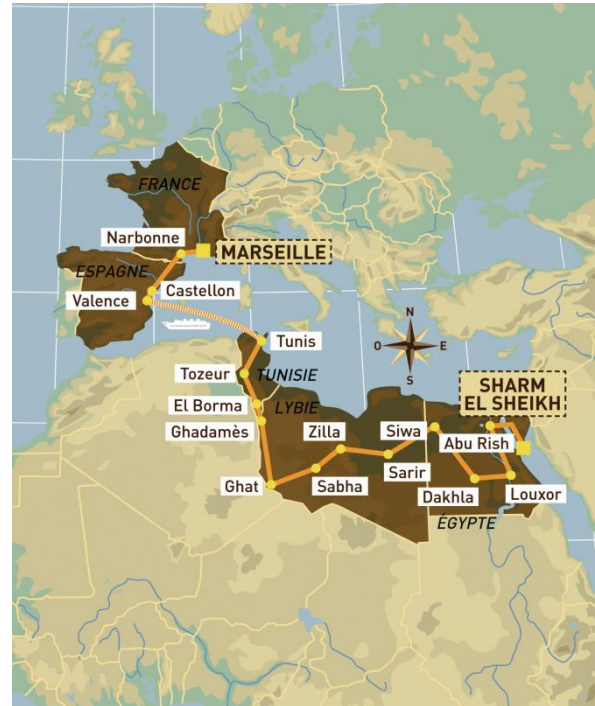 FRANCE
Narbonne
MARSEILLE
ESPAGNE
Castellon
Valence
Tunis
N
O
E
S
Tozeur
TUNISIE
SHARM
EL SHEIKH
El Borma
LYBIE
Ghadamès
Zilla
Siwa
Abu Rish
Ghat
Sabha
Sarir
Dakhla
Louxor
ÉGYPTE